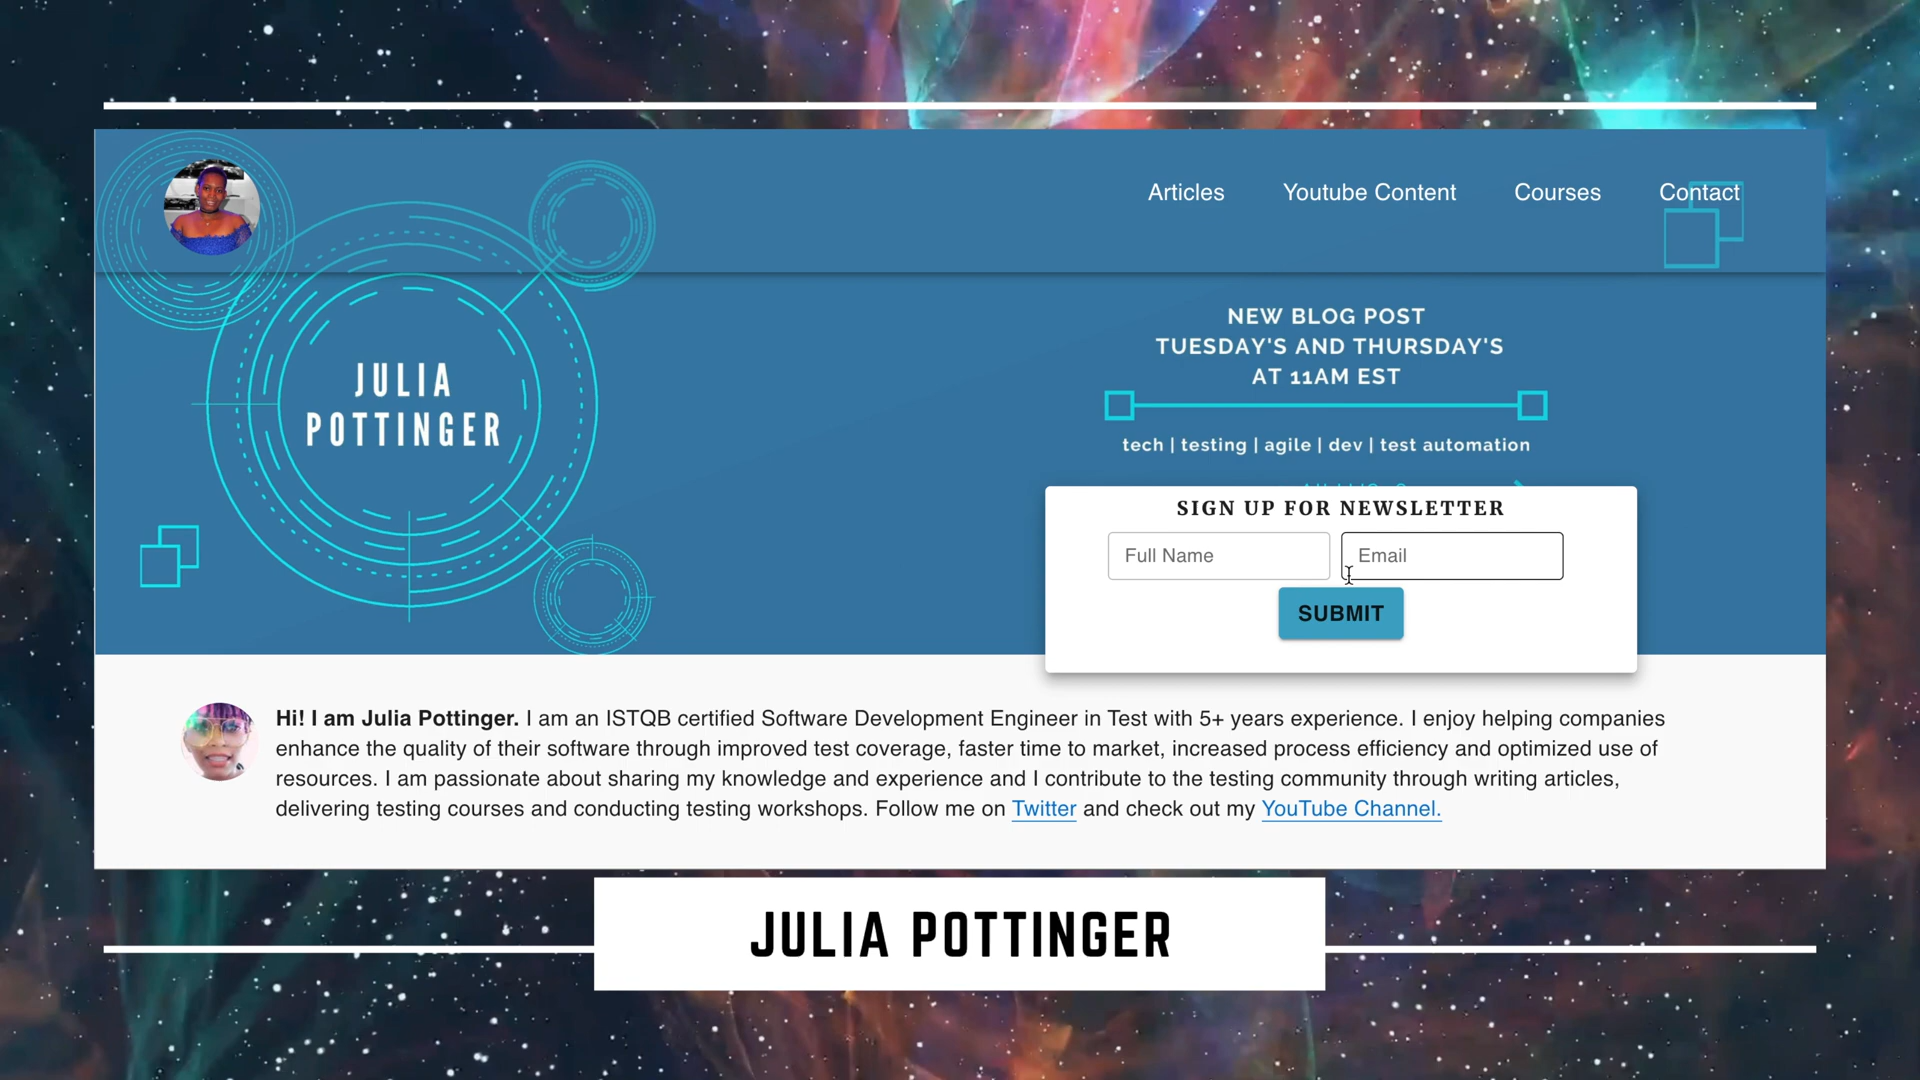 Articles Youtube Content Courses Contact
JULIA
POTTINGER
NEW BLOG POST
TUESDAY'S AND THURSDAY'S
AT 11AM EST
tech | testing | agile | dev | test automation
SIGN UP FOR NEWSLETTER
Full Name Email
SUBMIT
Hi! I am Julia Pottinger. I am an ISTQB certified Software Development Engineer in Test with 5+ years experience. I enjoy helping companies
enhance the quality of their software through improved test coverage, faster time to market, increased process efficiency and optimized use of
resources. I am passionate about sharing my knowledge and experience and I contribute to the testing community through writing articles,
delivering testing courses and conducting testing workshops. Follow me on Twitter and check out my YouTube Channel.
JULIA POTTINGER